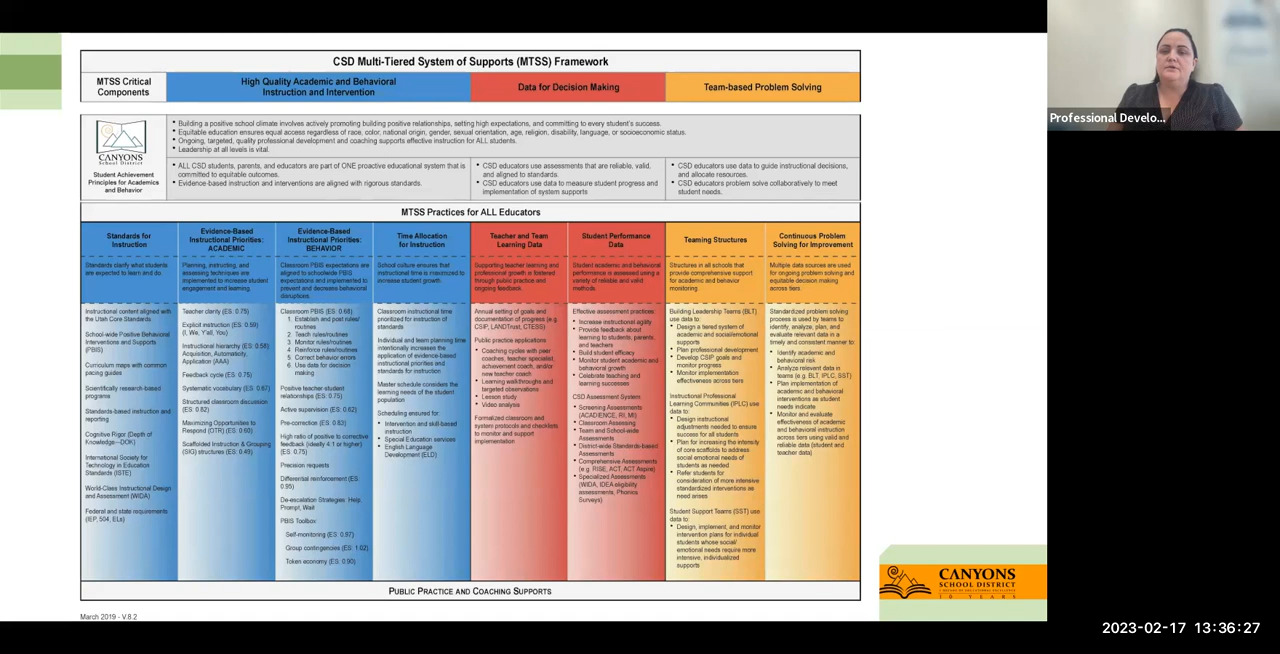 CSD Multi-Tiered System of Supports (MTSS) Framework
MTSS Critical
Components
High Quality Academic and Behavioral
Instruction and Intervention
Data for Decision Making
Team-based Problem Solving
CANYONS
SCHOOL DISTRICT
Student Achievement
Principles for Academics
and Behavior
• Building a positive school climate involves actively promoting building positive relationships, setting high expectations, and committing to every student's success.
• Equitable education ensures equal access regardless of race, color, national origin, gender, sexual orientation, age, religion, disability, language, or socioeconomic status.
• Ongoing, targeted, quality professional development and coaching supports effective instruction for ALL students.
• Leadership at all levels is vital.
• ALL CSD students, parents, and educators are part of ONE proactive educational system that is
committed to equitable outcomes.
• Evidence-based instruction and interventions are aligned with rigorous standards.
• CSD educators use assessments that are reliable, valid,
and aligned to standards.
• CSD educators use data to measure student progress and
implementation of system supports
• CSD educators use data to guide instructional decisions,
and allocate resources.
• CSD educators problem solve collaboratively to meet
student needs.
MTSS Practices for ALL Educators
Standards for
Instruction
Standards clarify what students
are expected to learn and do.
Instructional content aligned with
the Utah Core Standards
School-wide Positive Behavioral
Interventions and Supports
(PBIS)
Curriculum maps with common
pacing guides
Scientifically research-based
programs
Standards-based instruction and
reporting
Cognitive Rigor (Depth of
Knowledge—DOK)
International Society for
Technology in Education
Standards (ISTE)
World-Class Instructional Design
and Assessment (WIDA)
Federal and state requirements
(IEP, 504, ELs)
Evidence-Based
Instructional Priorities:
ACADEMIC
Planning, instructing, and
assessing techniques are
implemented to increase student
engagement and learning.
Teacher clarity (ES: 0.75)
Explicit instruction (ES: 0.59)
(I, We, Y'all, You)
Instructional hierarchy (ES: 0.58)
Acquisition, Automaticity,
Application (AAA)
Feedback cycle (ES: 0.75)
Systematic vocabulary (ES: 0.67)
Structured classroom discussion
(ES: 0.82)
Maximizing Opportunities to
Respond (OTR) (ES: 0.60)
Scaffolded Instruction & Grouping
(SIG) structures (ES: 0.49)
Evidence-Based
Instructional Priorities:
BEHAVIOR
Classroom PBIS expectations are
aligned to schoolwide PBIS
expectations and implemented to
prevent and decrease behavioral
disruptions.
Classroom PBIS (ES: 0.68)
1. Establish and post rules/
routines
2. Teach rules/routines
3. Monitor rules/routines
4. Reinforce rules/routines
5. Correct behavior errors
6. Use data for decision
making
Positive teacher student
relationships (ES: 0.75)
Active supervision (ES: 0.62)
Pre-correction (ES: 0.83)
High ratio of positive to corrective
feedback (ideally 4:1 or higher)
(ES: 0.75)
Precision requests
Differential reinforcement (ES:
0.95)
De-escalation Strategies: Help
Prompt, Wait
PBIS Toolbox
Self-monitoring (ES: 0.97)
Group contingencies (ES: 1.02)
Token economy (ES: 0.90)
Time Allocation
for Instruction
School culture ensures that
instructional time is maximized to
increase student growth.
Classroom instructional time
prioritized for instruction of
standards
Individual and team planning time
intentionally increases the
application of evidence-based
instructional priorities and
standards for instruction
Master schedule considers the
learning needs of the student
population
Scheduling ensured for:
• Intervention and skill-based
instruction
• Special Education services
• English Language
Development (ELD)
Teacher and Team
Learning Data
Supporting teacher learning and
professional growth is fostered
through public practice and
ongoing feedback.
Annual setting of goals and
documentation of progress (e.g.
CSIP, LANDTrust, CTESS)
Public practice applications
• Coaching cycles with peer
coaches, teacher specialist,
achievement coach, and/or
new teacher coach
• Learning walkthroughs and
targeted observations
• Lesson study
• Video analysis
Formalized classroom and
system protocols and checklists
to monitor and support
implementation
Student Performance
Data
Student academic and behavioral
performance is assessed using a
variety of reliable and valid
methods.
Effective assessment practices:
• Increase instructional agility
• Provide feedback about
learning to students, parents,
and teachers
• Build student efficacy
• Monitor student academic and
behavioral growth
• Celebrate teaching and
learning successes
CSD Assessment System:
• Screening Assessments
(ACADIENCE, RI, MI)
• Classroom Assessing
• Team and School-wide
Assessments
• District-wide Standards-based
Assessments
• Comprehensive Assessments
(e.g. RISE, ACT, ACT Aspire)
• Specialized Assessments
(WIDA, IDEA eligibility
assessments, Phonics
Surveys)
Teaming Structures
Structures in all schools that
provide comprehensive support
for academic and behavior
monitoring
Building Leadership Teams (BLT)
use data to:
• Design a tiered system of
academic and social/emotional
supports
• Plan professional development
• Develop CSIP goals and
monitor progress
• Monitor implementation
effectiveness across tiers
Instructional Professional
Learning Communities (IPLC) use
data to:
• Design instructional
adjustments needed to ensure
success for all students
• Plan for increasing the intensity
of core scaffolds to address
social emotional needs of
students as needed
• Refer students for
consideration of more intensive
standardized interventions as
need arises
Student Support Teams (SST) use
data to:
• Design, implement, and monitor
intervention plans for individual
students whose social/
emotional needs require more
intensive, individualized
supports
Continuous Problem
Solving for Improvement
Multiple data sources are used
for ongoing problem solving and
equitable decision making
across tiers.
Standardized problem solving
process is used by teams to
identify, analyze, plan, and
evaluate relevant data in a
timely and consistent manner to:
• Identify academic and
behavioral risk
• Analyze relevant data in
teams (e.g. BLT, IPLC, SST)
• Plan implementation of
academic and behavioral
interventions as student
needs indicate
• Monitor and evaluate
effectiveness of academic
and behavioral instruction
across tiers using valid and
reliable data (student and
teacher data)
PUBLIC PRACTICE AND COACHING SUPPORTS
March 2019 - V.8.2
CANYONS
SCHOOL DISTRICT
10 YEARS
Professional Develo...
2023-02-17 13:36:27